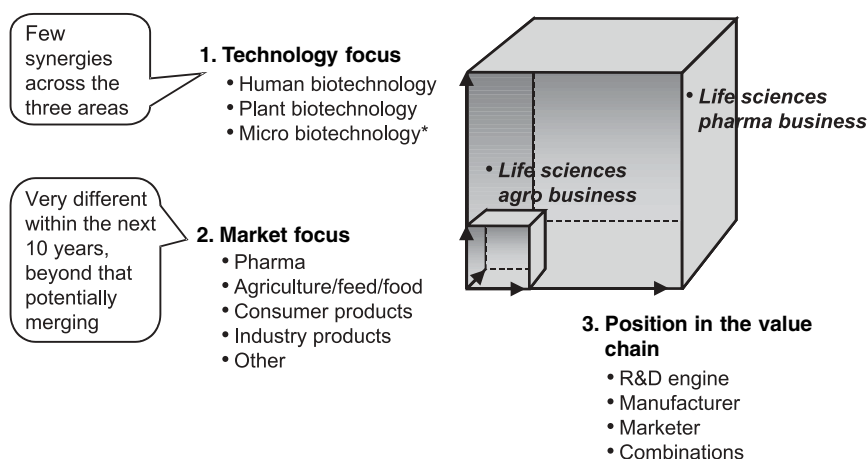 Few
synergies
across the
three areas
1. Technology focus
• Human biotechnology
• Plant biotechnology
• Micro biotechnology*
• Life sciences
pharma business
• Life sciences
agro business
Very different
within the next
10 years,
beyond that
potentially
merging
2. Market focus
• Pharma
• Agriculture/feed/food
• Consumer products
• Industry products
• Other
3. Position in the value
chain
• R&D engine
• Manufacturer
• Marketer
• Combinations